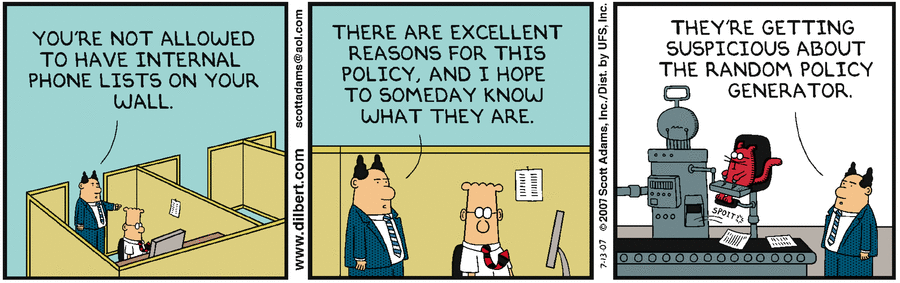 YOU'RE NOT ALLOWED
TO HAVE INTERNAL
PHONE LISTS ON YOUR
WALL.
www.dilbert.com scottadams@aol.com
THERE ARE EXCELLENT
REASONS FOR THIS
POLICY, AND I HOPE
TO SOMEDAY KNOW
WHAT THEY ARE.
7-13-07 © 2007 Scott Adams, Inc./Dist. by UFS, Inc.
THEY'RE GETTING
SUSPICIOUS ABOUT
THE RANDOM POLICY
GENERATOR.
SPOIT